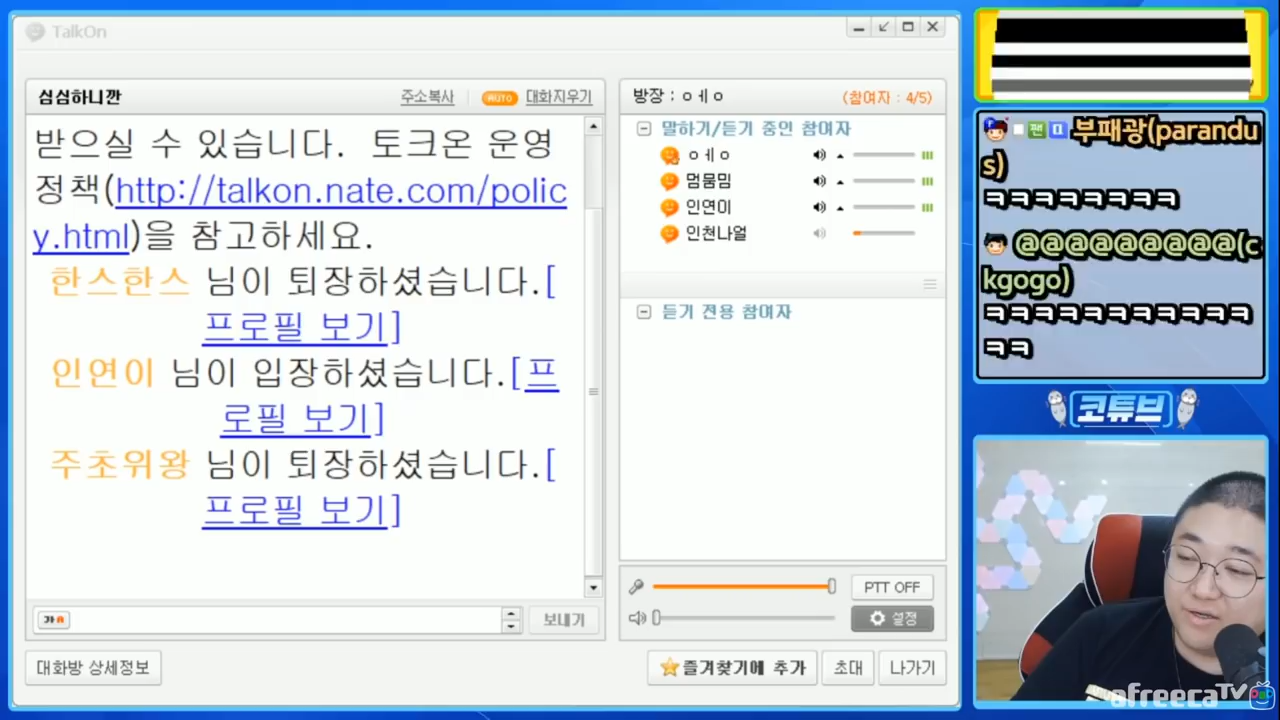 TalkOn
심심하니깐
주소복사
AUTO
대화지우기
받으실 수 있습니다. 토크온 운영
정책(http://talkon.nate.com/polic
y.html)을 참고하세요.
한스한스 님이 퇴장하셨습니다.[
프로필 보기]
인연이 님이 입장하셨습니다.[프
로필 보기]
주초위왕 님이 퇴장하셨습니다.[
프로필 보기]
가
보내기
대화방 상세정보
방장 : ㅇㅔㅇ
(참여자 : 4/5)
말하기/듣기 중인 참여자
ㅇㅔㅇ
멈뭄밈
인연이
인천나얼
듣기 전용 참여자
PTT OFF
설정
즐겨찾기에 추가
초대
나가기
팬
부패광(parandu
s)
ㅋㅋㅋㅋㅋㅋㅋㅋ
@@@@@@@@@(c
kgogo)
ㅋㅋㅋㅋㅋㅋㅋㅋㅋㅋㅋ
ㅋㅋ
코튜브
afreecaTV